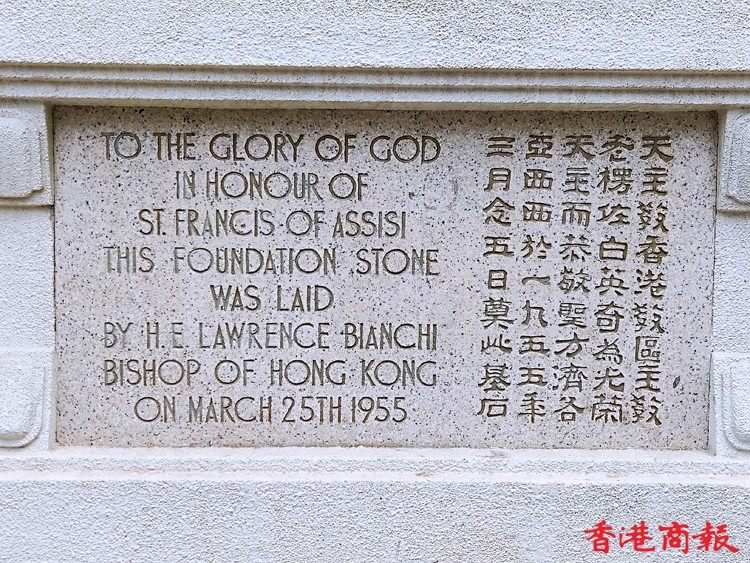 TO THE GLORY OF GOD
IN HONOUR OF
ST. FRANCIS OF ASSISI
THIS FOUNDATION STONE
WAS LAID
BY H.E. LAWRENCE BIANCHI
BISHOP OF HONG KONG
ON MARCH 25TH 1955
天主教香港教區主教
老楞佐白英奇為光榮
天主而恭敬聖方濟各
亞西西於一九五五年
三月念五日奠此基石
香港商報